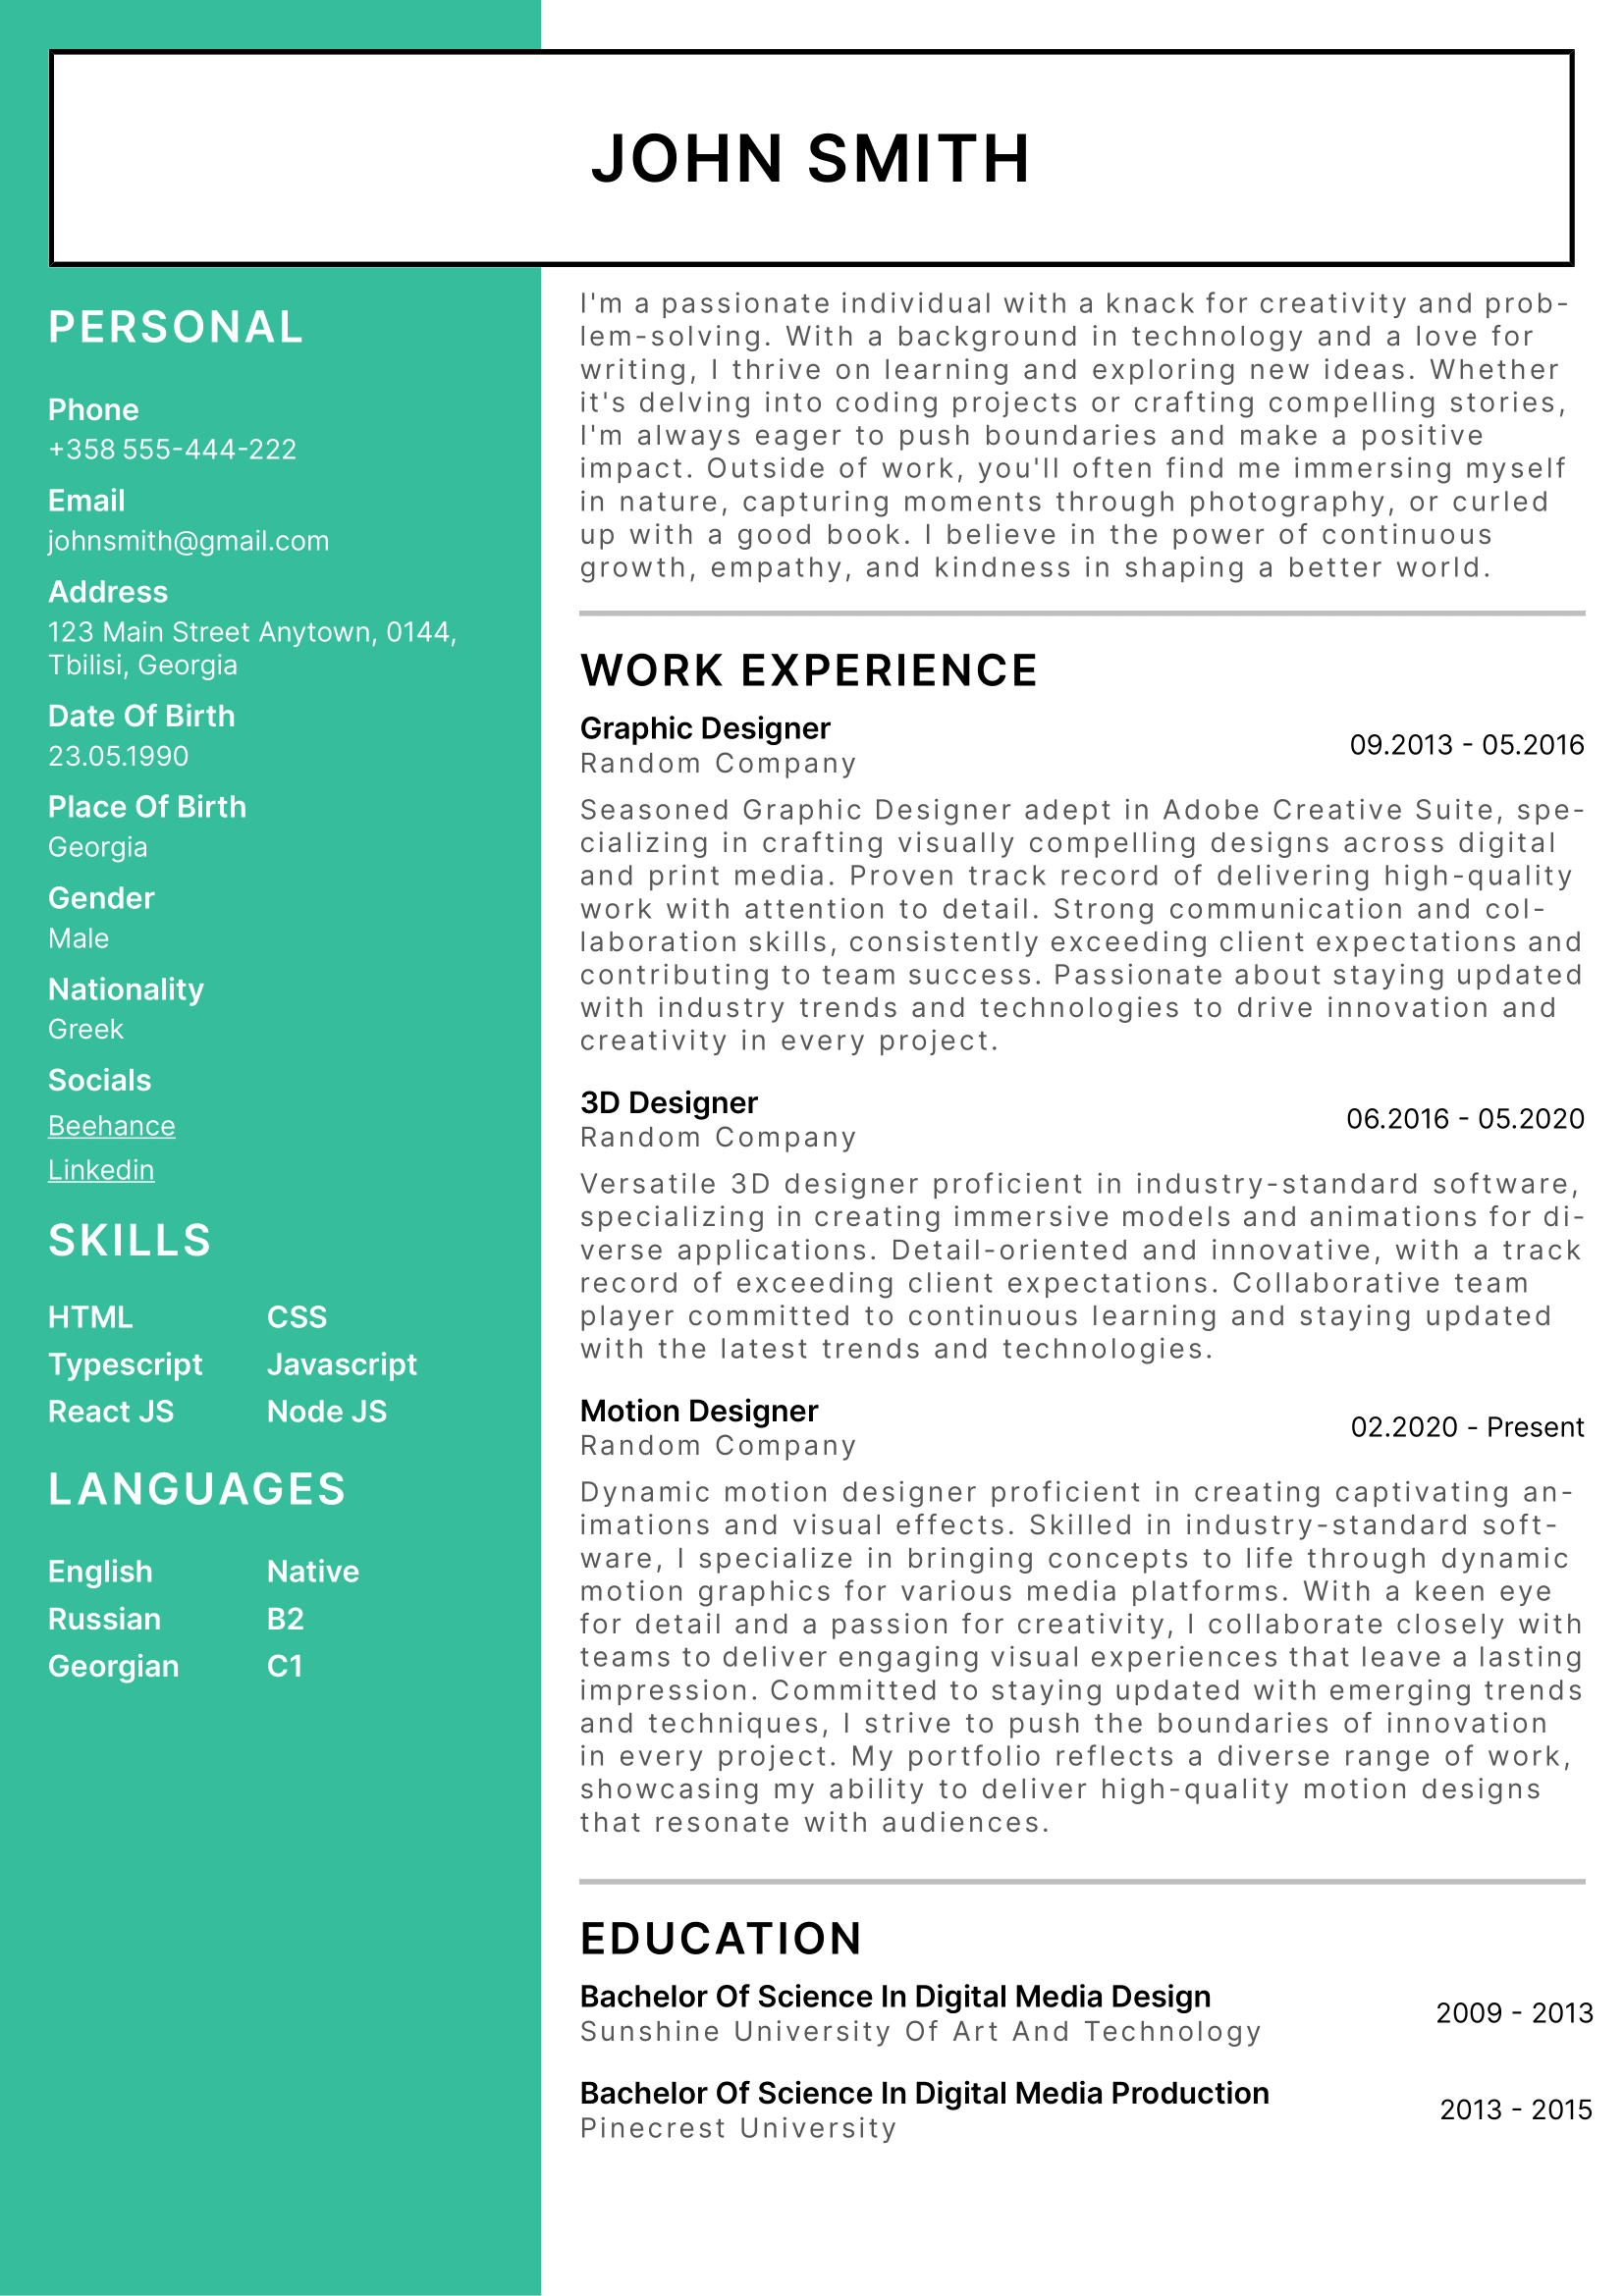 JOHN SMITH
PERSONAL
Phone
+358 555-444-222
Email
johnsmith@gmail.com
Address
123 Main Street Anytown, 0144,
Tbilisi, Georgia
Date Of Birth
23.05.1990
Place Of Birth
Georgia
Gender
Male
Nationality
Greek
Socials
Beehance
Linkedin
SKILLS
HTML CSS
Typescript Javascript
React JS Node JS
LANGUAGES
English Native
Russian B2
Georgian C1
I'm a passionate individual with a knack for creativity and prob-
lem-solving. With a background in technology and a love for
writing, I thrive on learning and exploring new ideas. Whether
it's delving into coding projects or crafting compelling stories,
I'm always eager to push boundaries and make a positive
impact. Outside of work, you'll often find me immersing myself
in nature, capturing moments through photography, or curled
up with a good book. I believe in the power of continuous
growth, empathy, and kindness in shaping a better world.
WORK EXPERIENCE
Graphic Designer
Random Company
09.2013 - 05.2016
Seasoned Graphic Designer adept in Adobe Creative Suite, spe-
cializing in crafting visually compelling designs across digital
and print media. Proven track record of delivering high-quality
work with attention to detail. Strong communication and col-
laboration skills, consistently exceeding client expectations and
contributing to team success. Passionate about staying updated
with industry trends and technologies to drive innovation and
creativity in every project.
3D Designer
Random Company
06.2016 - 05.2020
Versatile 3D designer proficient in industry-standard software,
specializing in creating immersive models and animations for di-
verse applications. Detail-oriented and innovative, with a track
record of exceeding client expectations. Collaborative team
player committed to continuous learning and staying updated
with the latest trends and technologies.
Motion Designer
Random Company
02.2020 - Present
Dynamic motion designer proficient in creating captivating an-
imations and visual effects. Skilled in industry-standard soft-
ware, I specialize in bringing concepts to life through dynamic
motion graphics for various media platforms. With a keen eye
for detail and a passion for creativity, I collaborate closely with
teams to deliver engaging visual experiences that leave a lasting
impression. Committed to staying updated with emerging trends
and techniques, I strive to push the boundaries of innovation
in every project. My portfolio reflects a diverse range of work,
showcasing my ability to deliver high-quality motion designs
that resonate with audiences.
EDUCATION
Bachelor Of Science In Digital Media Design
Sunshine University Of Art And Technology
2009 - 2013
Bachelor Of Science In Digital Media Production
Pinecrest University
2013 - 2015